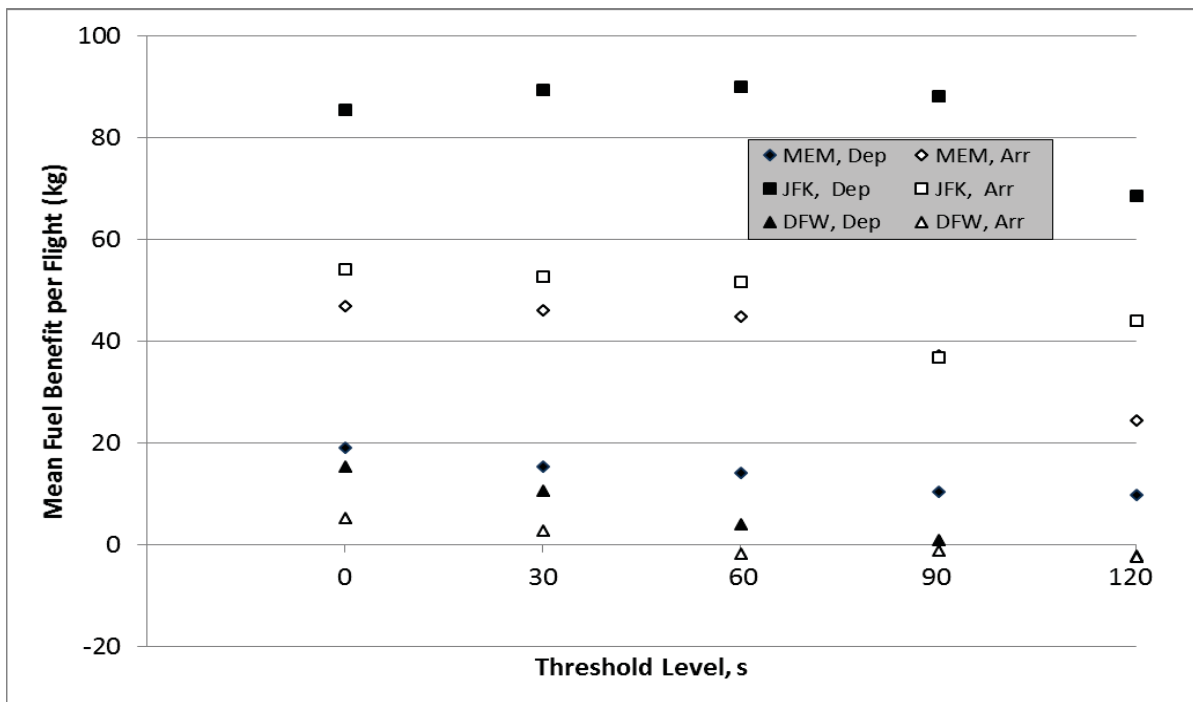 100
80
60
40
20
0
-20
Mean Fuel Benefit per Flight (kg)
MEM, Dep MEM, Arr
JFK, Dep JFK, Arr
DFW, Dep DFW, Arr
0 30 60 90 120
Threshold Level, s